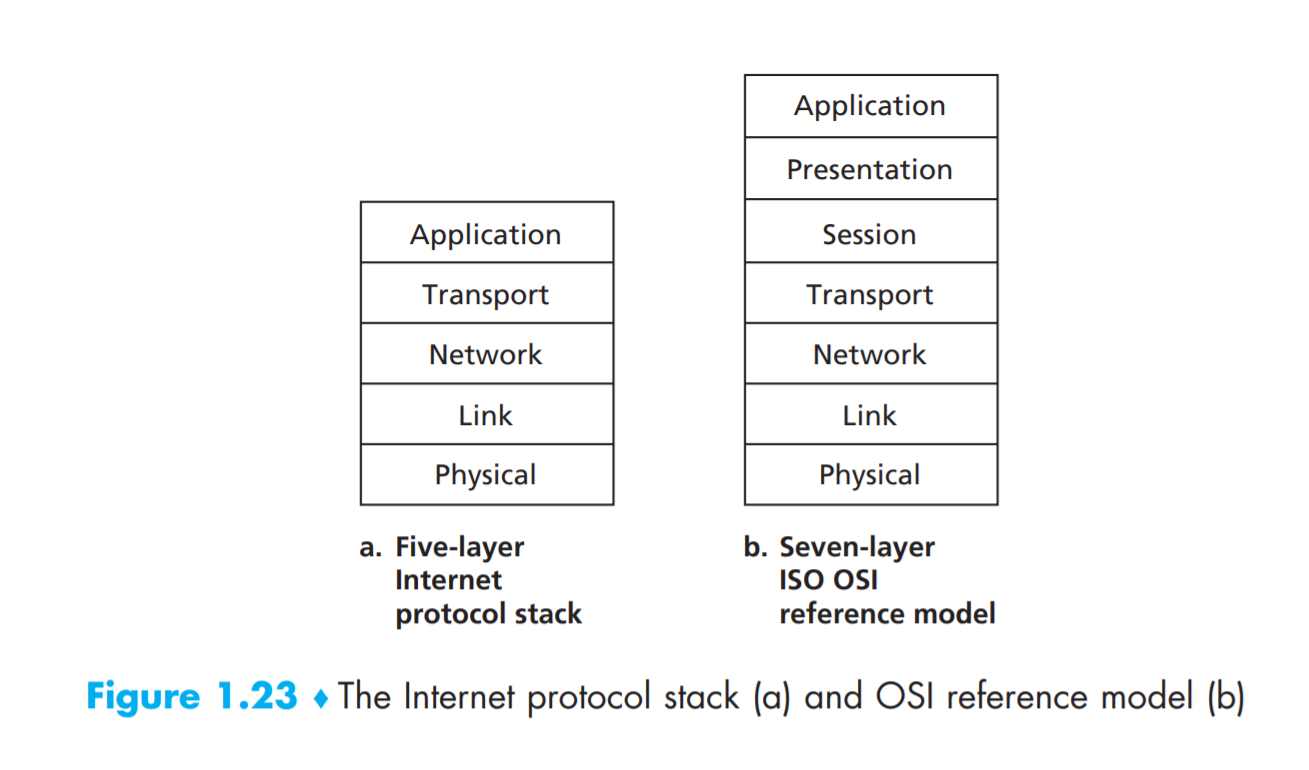 Application
Transport
Network
Link
Physical
a. Five-layer
Internet
protocol stack
Application
Presentation
Session
Transport
Network
Link
Physical
b. Seven-layer
ISO OSI
reference model
Figure 1.23 ♦ The Internet protocol stack (a) and OSI reference model (b)